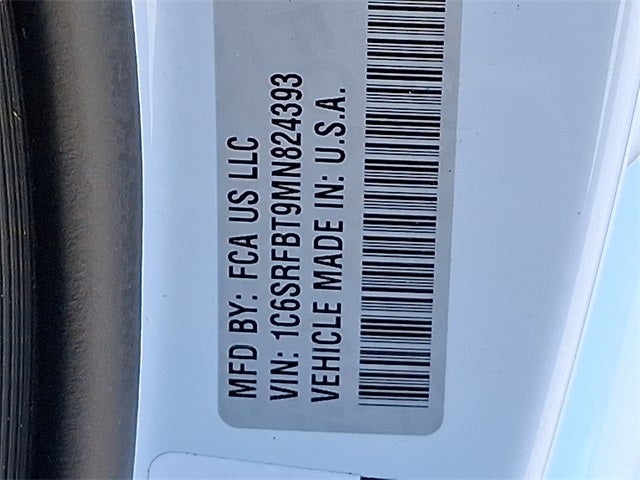 MFD BY: FCA US LLC
VIN: 1C6SRFBT9MN824393
VEHICLE MADE IN: U.S.A.